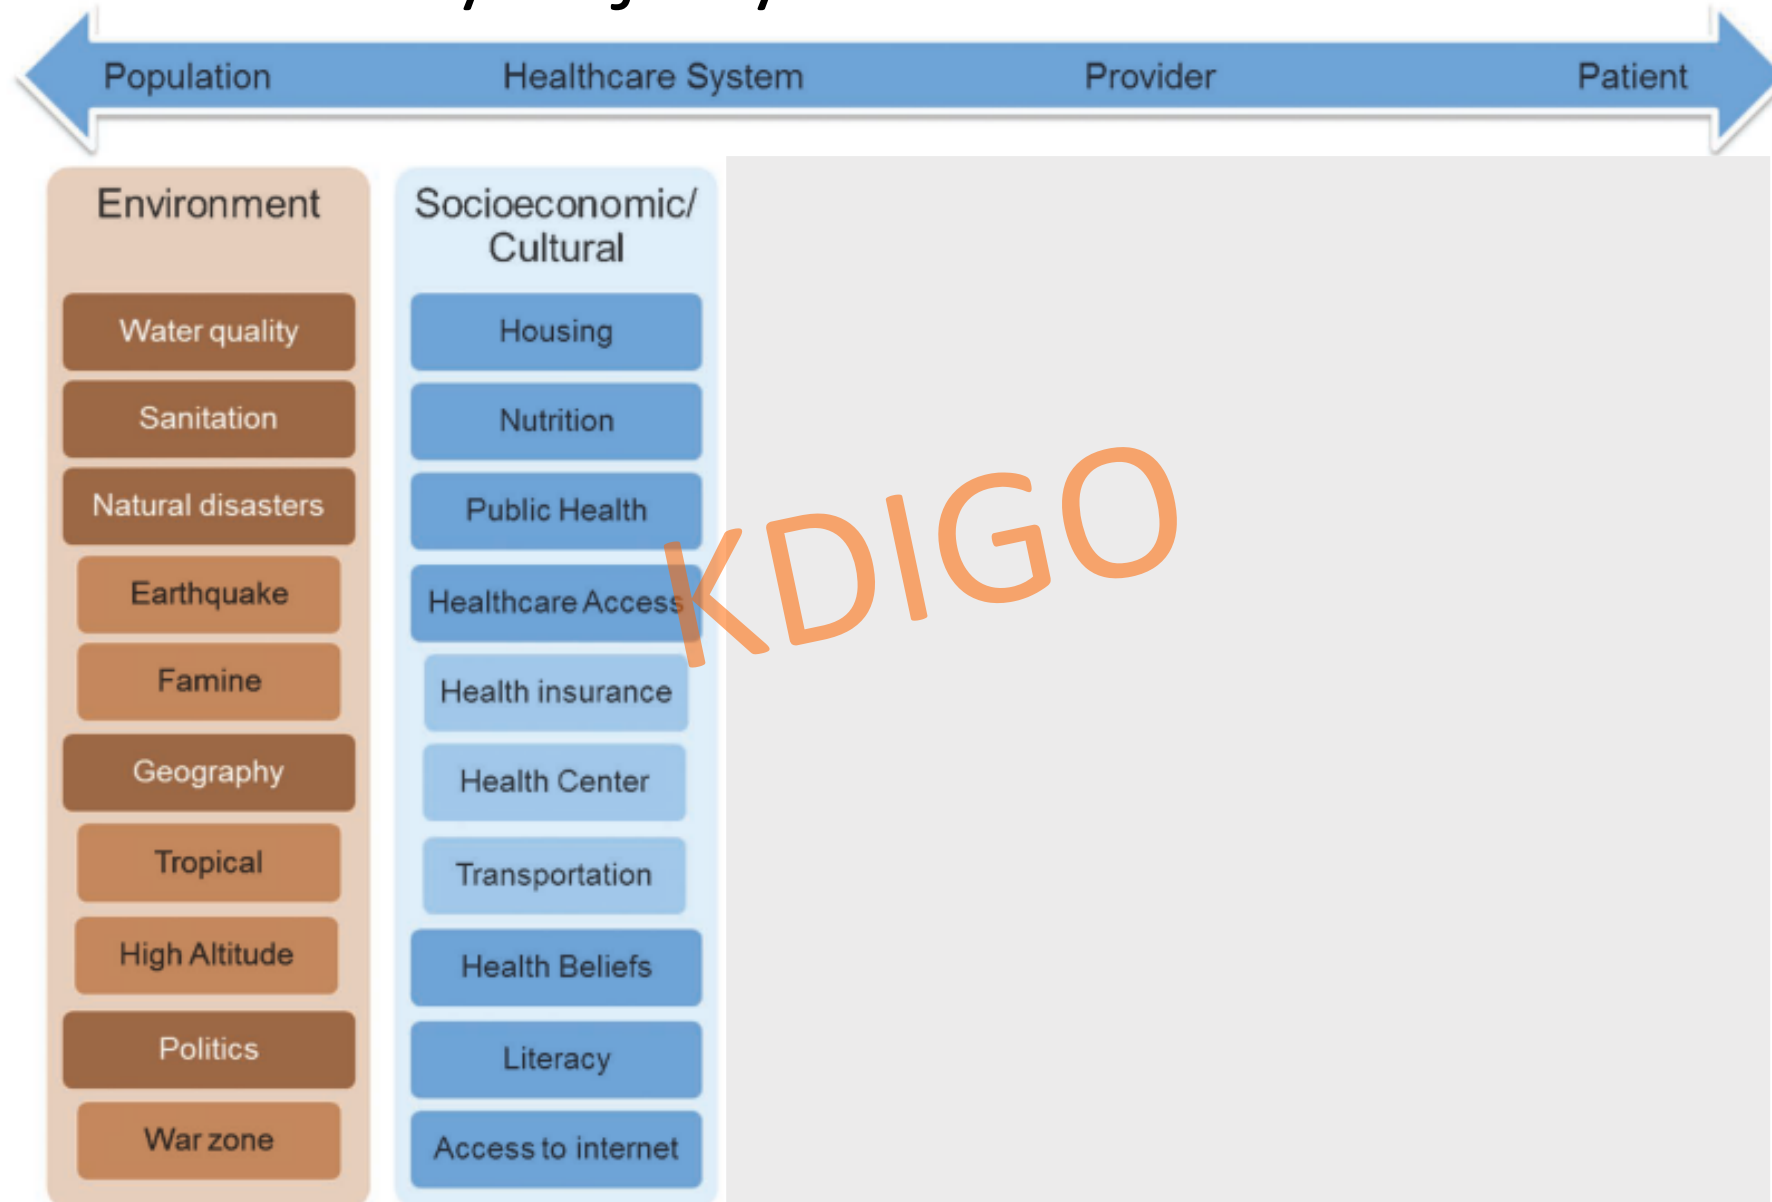 Population Healthcare System Provider Patient
Environment
Water quality
Sanitation
Natural disasters
Earthquake
Famine
Geography
Tropical
High Altitude
Politics
War zone
Socioeconomic/
Cultural
Housing
Nutrition
Public Health
Healthcare Access
Health insurance
Health Center
Transportation
Health Beliefs
Literacy
Access to internet
KDIGO